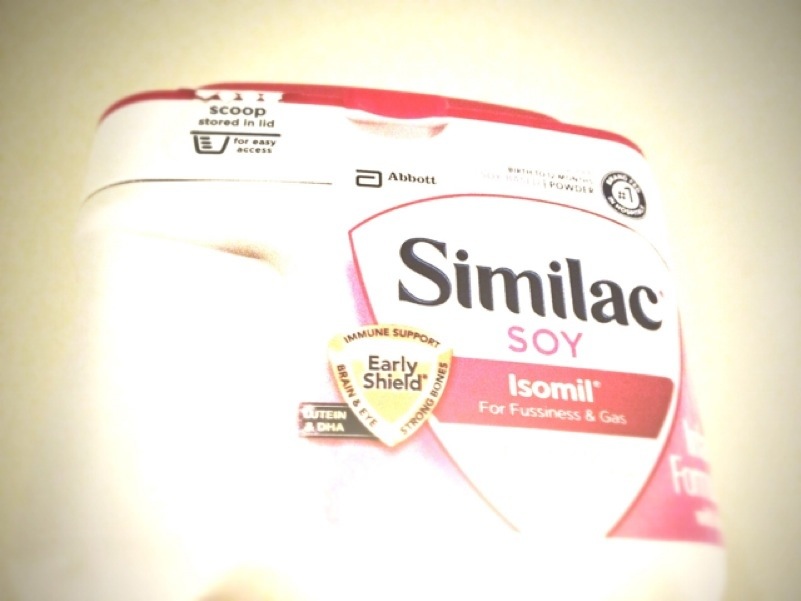 scoop
stored in lid
for easy
access
Abbott
BIRTH TO 12 MONTHS
POWDER
#1
Similac
SOY
Isomil®
For Fussiness & Gas
IMMUNE SUPPORT
Early
Shield®
BRAIN & EYE
STRONG BONES
LUTEIN
& DHA